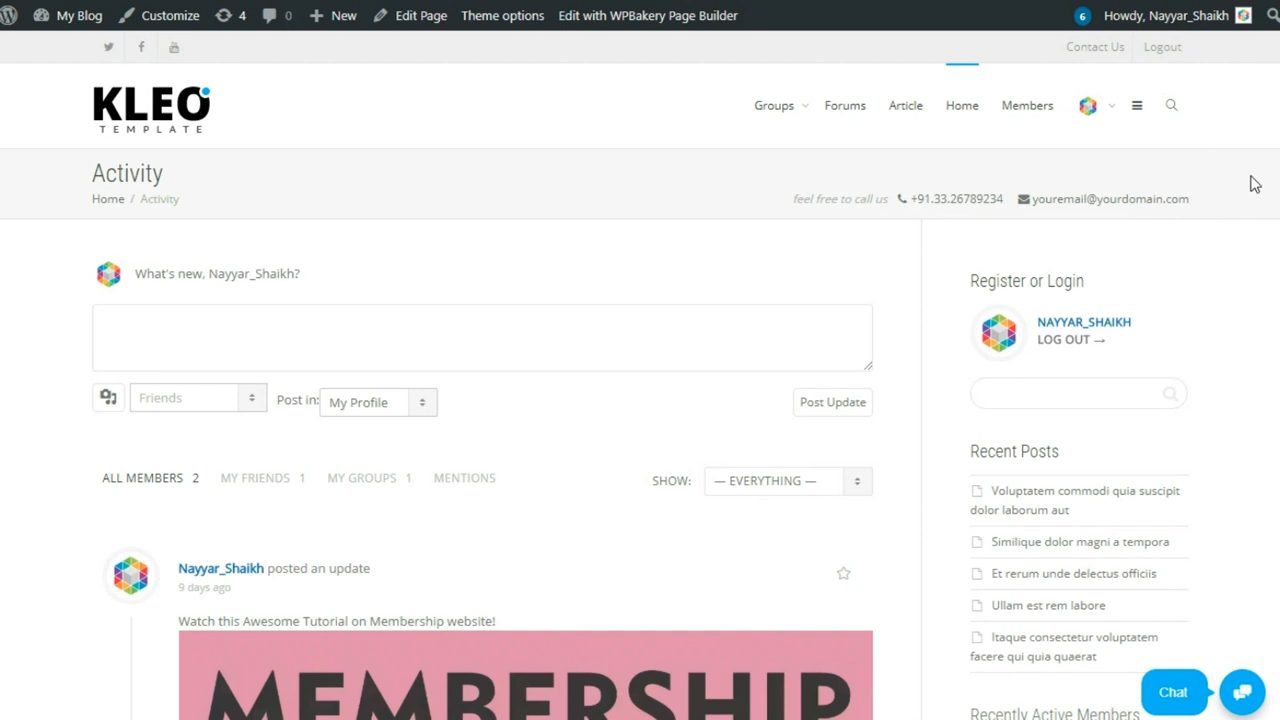 My Blog Customize 4 0 New Edit Page Theme options Edit with WPBakery Page Builder 6 Howdy, Nayyar_Shaikh
Contact Us Logout
KLEO
TEMPLATE
Groups Forums Article Home Members
Activity
Home / Activity
feel free to call us +91.33.26789234 youremail@yourdomain.com
What's new, Nayyar_Shaikh?
Friends Post in: My Profile Post Update
ALL MEMBERS 2 MY FRIENDS 1 MY GROUPS 1 MENTIONS SHOW: — EVERYTHING —
Nayyar_Shaikh posted an update
9 days ago
Watch this Awesome Tutorial on Membership website!
MEMBERSHIP
Register or Login
NAYYAR_SHAIKH
LOG OUT →
Recent Posts
Voluptatem commodi quia suscipit
dolor laborum aut
Similique dolor magni a tempora
Et rerum unde delectus officiis
Ullam est rem labore
Itaque consectetur voluptatem
facere qui quia quaerat
Recently Active Members
Chat